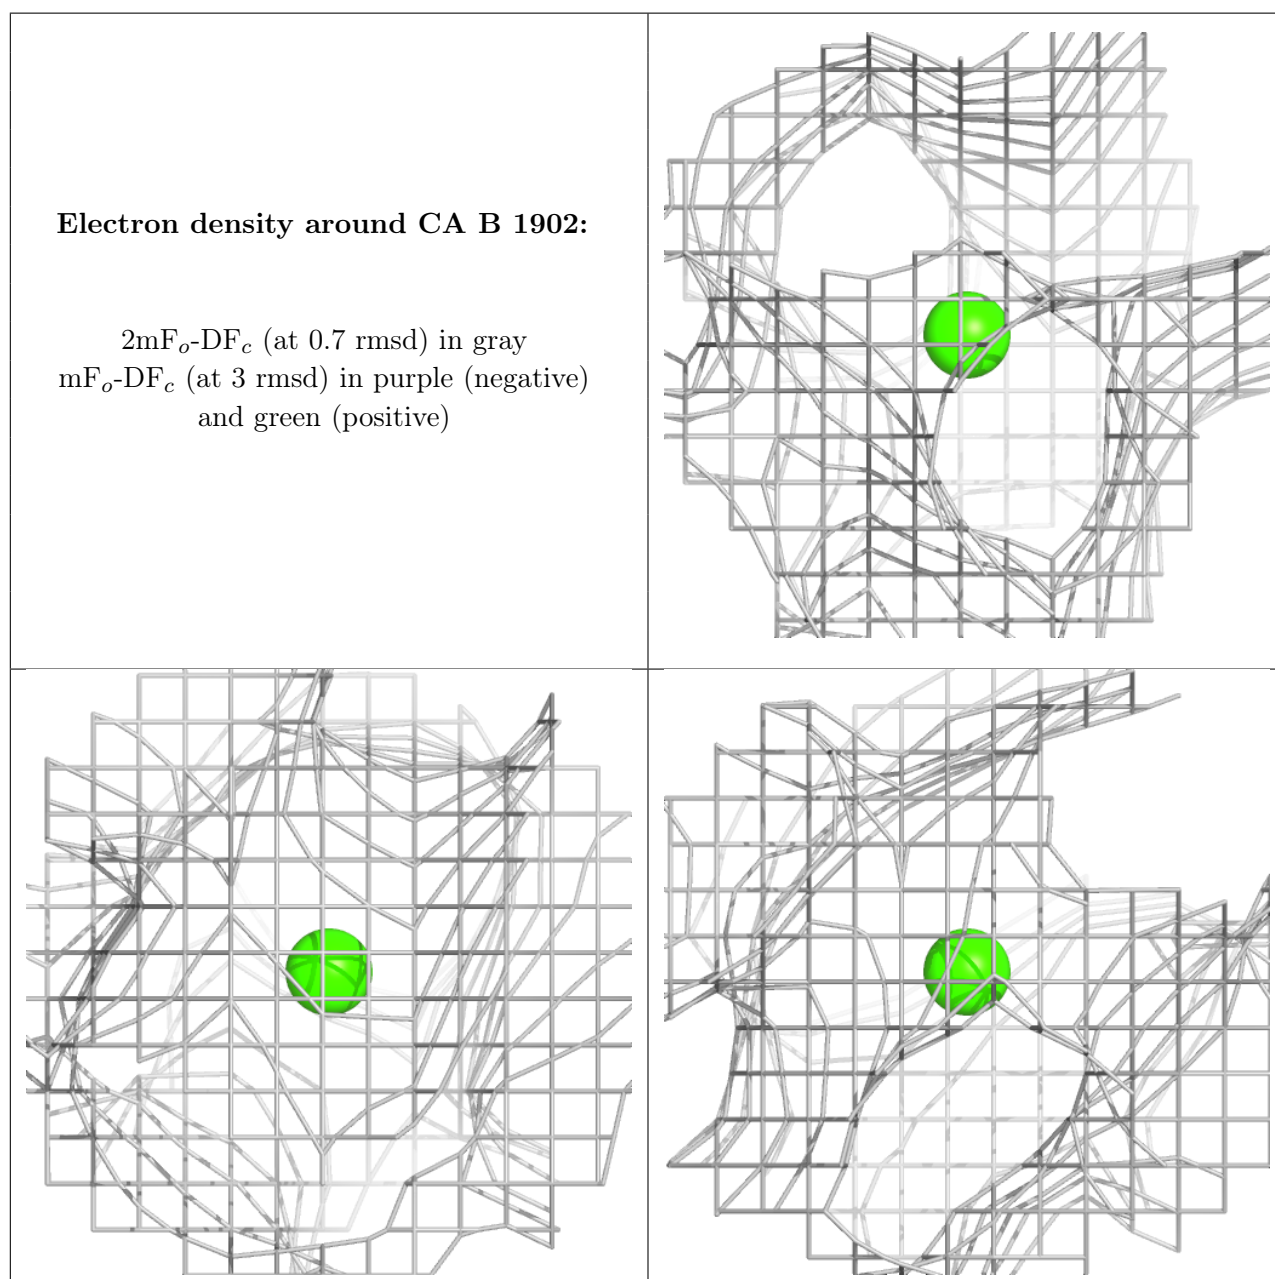 Electron density around CA B 1902:
2mFo-DFc (at 0.7 rmsd) in gray
mFo-DFc (at 3 rmsd) in purple (negative)
and green (positive)